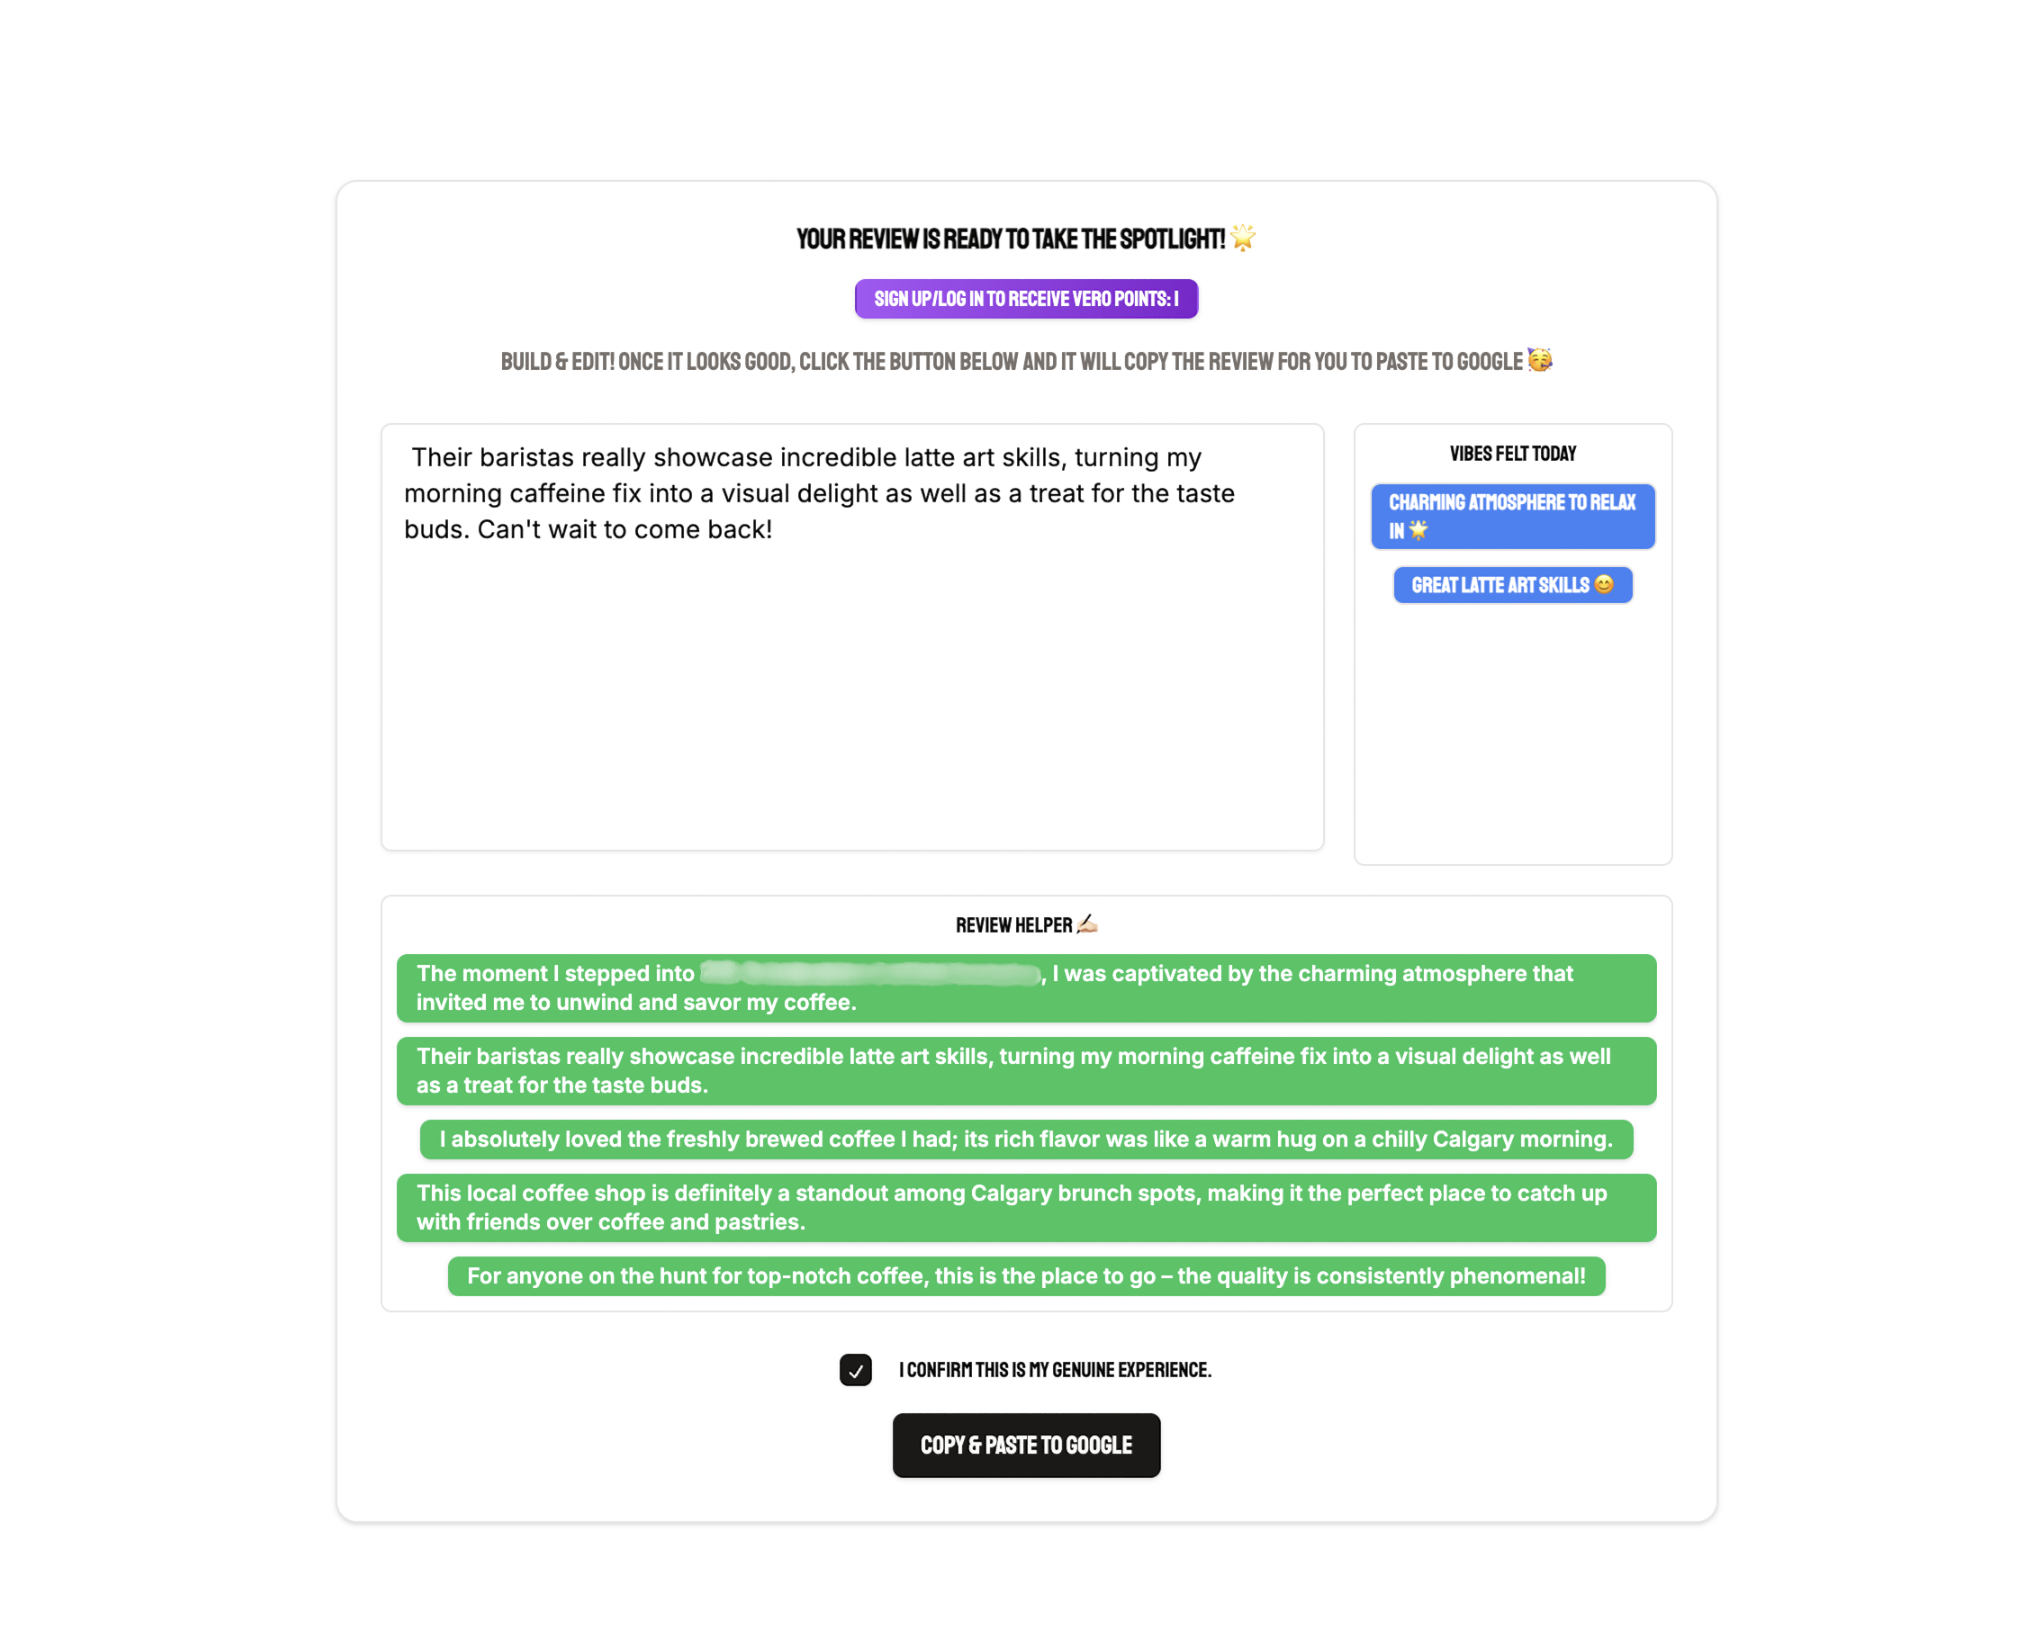 YOUR REVIEW IS READY TO TAKE THE SPOTLIGHT! 🌟
SIGN UP/LOG IN TO RECEIVE VERO POINTS: 1
BUILD & EDIT! ONCE IT LOOKS GOOD, CLICK THE BUTTON BELOW AND IT WILL COPY THE REVIEW FOR YOU TO PASTE TO GOOGLE 🥳
Their baristas really showcase incredible latte art skills, turning my
morning caffeine fix into a visual delight as well as a treat for the taste
buds. Can't wait to come back!
VIBES FELT TODAY
CHARMING ATMOSPHERE TO RELAX
IN 🌟
GREAT LATTE ART SKILLS 😊
REVIEW HELPER ✍🏻
The moment I stepped into , I was captivated by the charming atmosphere that
invited me to unwind and savor my coffee.
Their baristas really showcase incredible latte art skills, turning my morning caffeine fix into a visual delight as well
as a treat for the taste buds.
I absolutely loved the freshly brewed coffee I had; its rich flavor was like a warm hug on a chilly Calgary morning.
This local coffee shop is definitely a standout among Calgary brunch spots, making it the perfect place to catch up
with friends over coffee and pastries.
For anyone on the hunt for top-notch coffee, this is the place to go – the quality is consistently phenomenal!
I CONFIRM THIS IS MY GENUINE EXPERIENCE.
COPY & PASTE TO GOOGLE